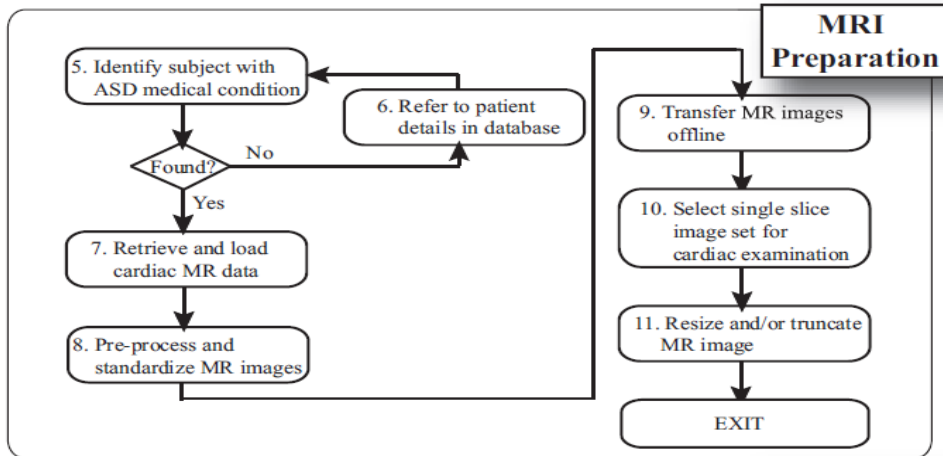 MRI
Preparation
5. Identify subject with
ASD medical condition
6. Refer to patient
details in database
Found?
No
Yes
7. Retrieve and load
cardiac MR data
8. Pre-process and
standardize MR images
9. Transfer MR images
offline
10. Select single slice
image set for
cardiac examination
11. Resize and/or truncate
MR image
EXIT